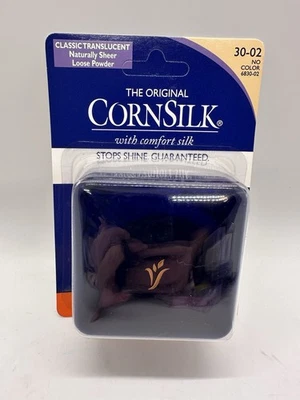 CLASSIC TRANSLUCENT
Naturally Sheer
Loose Powder
30-02
NO
COLOR
6830-02
THE ORIGINAL
CORNSILK®
with comfort silk
STOPS SHINE. GUARANTEED.